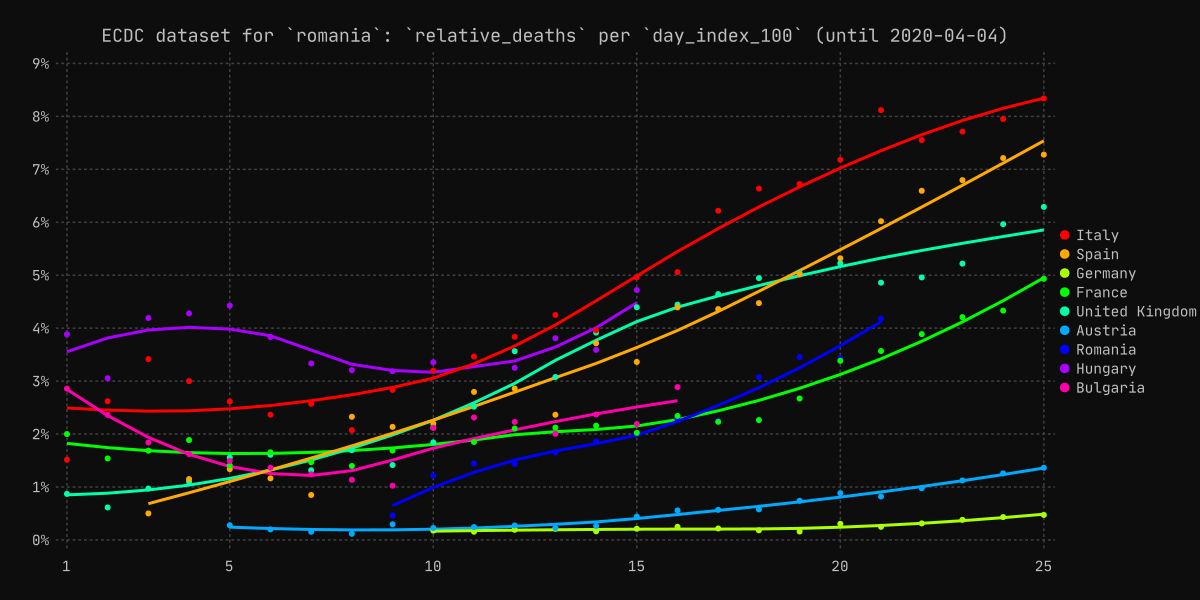 ECDC dataset for `romania`: `relative_deaths` per `day_index_100` (until 2020-04-04)
9%
8%
7%
6%
5%
4%
3%
2%
1%
0%
1 5 10 15 20 25
Italy
Spain
Germany
France
United Kingdom
Austria
Romania
Hungary
Bulgaria